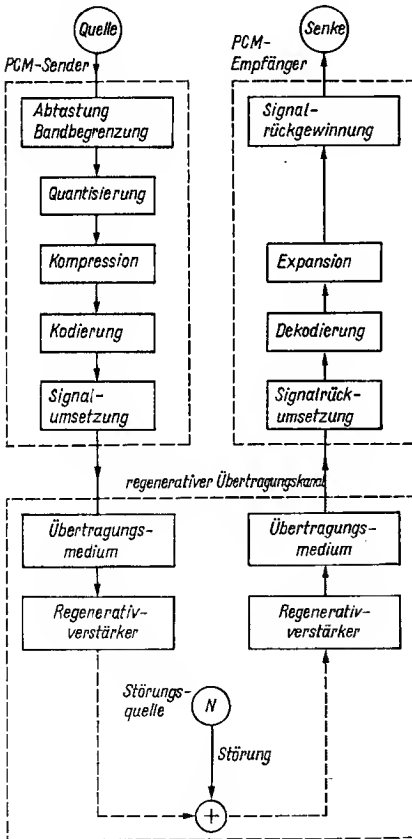 Quelle
PCM-Sender
Abtastung
Bandbegrenzung
Quantisierung
Kompression
Kodierung
Signal-
umsetzung
PCM-
Empfänger
Senke
Signal-
rückgewinnung
Expansion
Dekodierung
Signalrück-
umsetzung
regenerativer Übertragungskanal
Übertragungs-
medium
Regenerativ-
verstärker
Übertragungs-
medium
Regenerativ-
verstärker
Störungs-
quelle
N
Störung
+